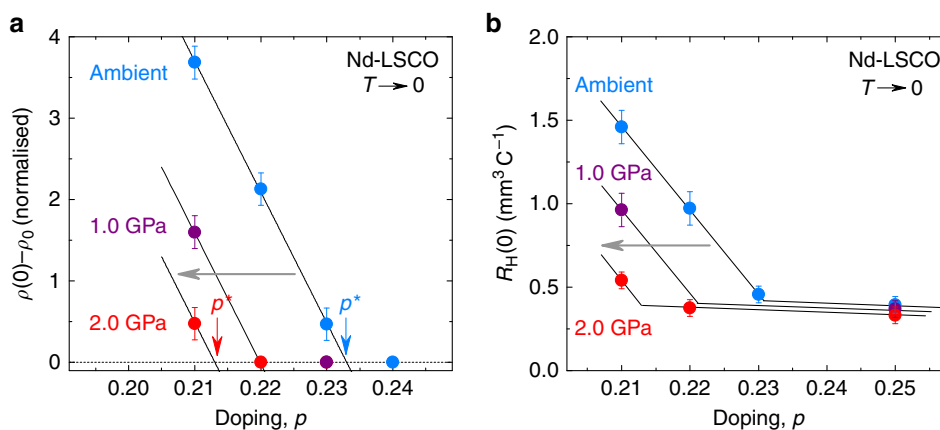 a
Nd-LSCO
T → 0
Ambient
1.0 GPa
2.0 GPa
p*
p*
ρ(0)–ρ₀ (normalised)
4
3
2
1
0
0.20
0.21
0.22
0.23
0.24
Doping, p
b
Nd-LSCO
T → 0
Ambient
1.0 GPa
2.0 GPa
R_H(0) (mm³ C⁻¹)
2.0
1.5
1.0
0.5
0.0
0.21
0.22
0.23
0.24
0.25
Doping, p